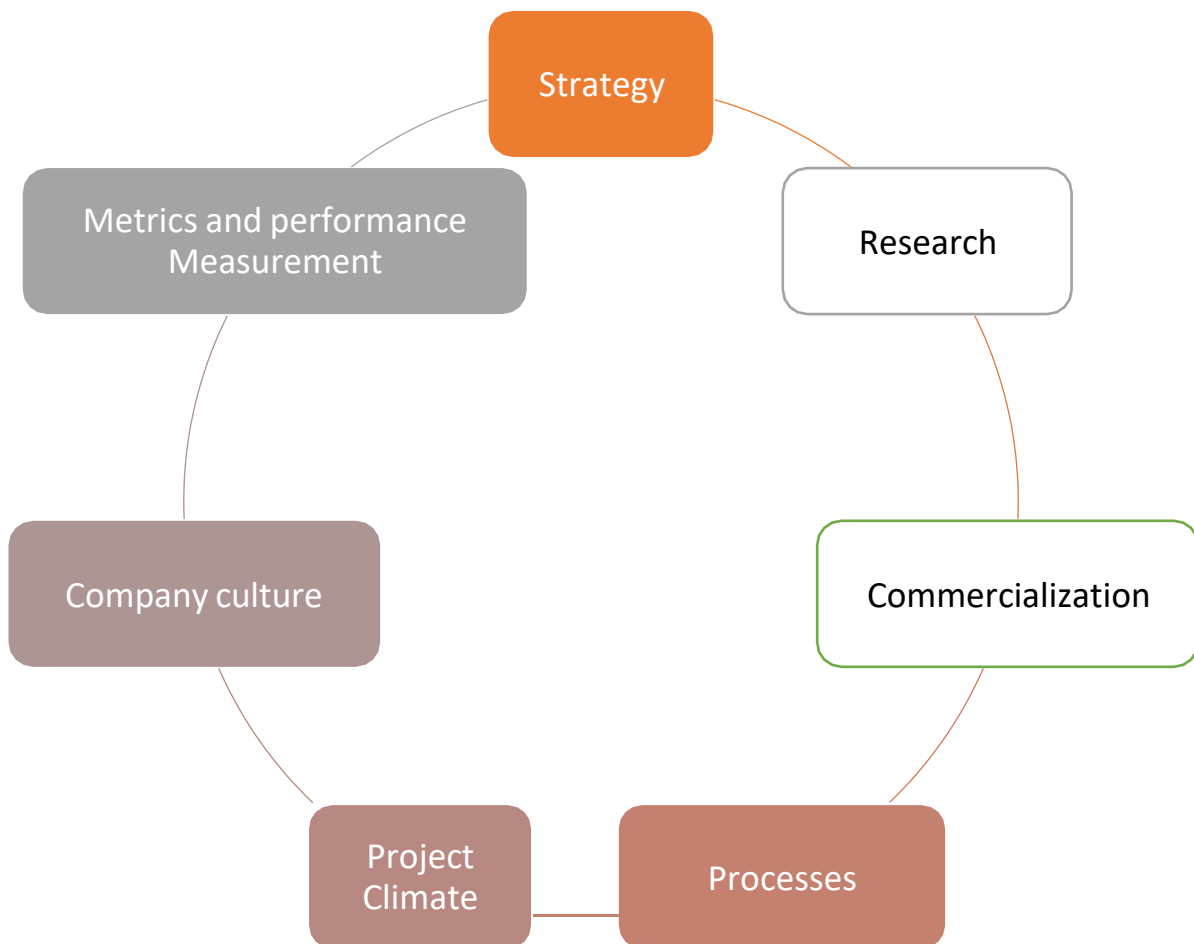 Strategy
Metrics and performance
Measurement
Research
Company culture
Commercialization
Project
Climate
Processes